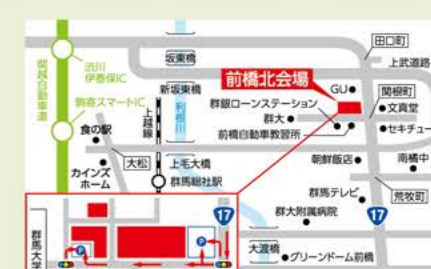 田口町
上武道路
坂東橋
関越自動車道
渋川
伊香保IC
新坂東橋
前橋北会場
GU
関根町
駒寄スマートIC
上越線
利根川
群銀ローンステーション
文真堂
群大
食の駅
前橋自動車教習所
セキチュー
大松
上毛大橋
朝鮮飯店
南橘中
カインズ
ホーム
群馬総社駅
群馬テレビ
荒牧町
17
群大附属病院
17
群馬大学
P
P
大渡橋
グリーンドーム前橋